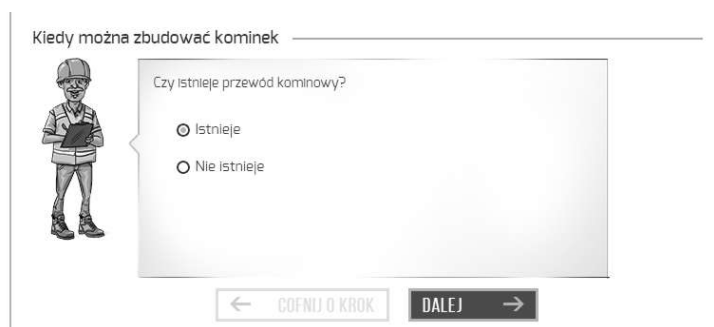 Kiedy można zbudować kominek
Czy istnieje przewód kominowy?
Istnieje
Nie istnieje
COFNIJ O KROK
DALEJ